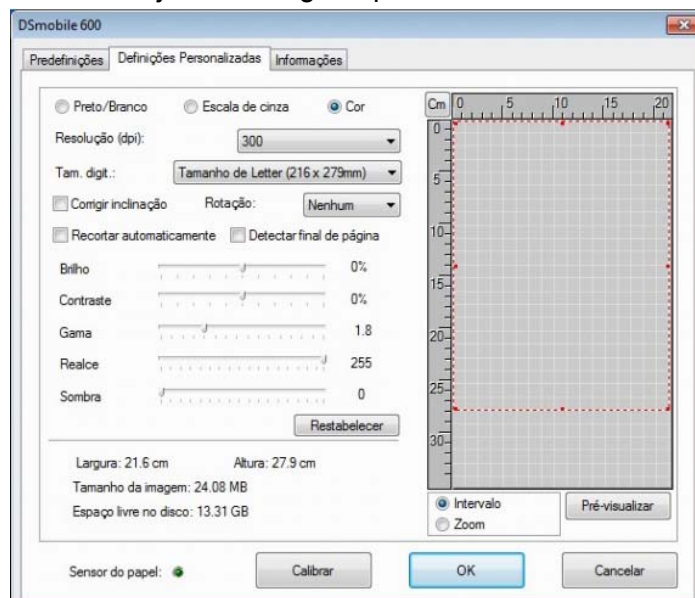 DSmobile 600
Predefinições Definições Personalizadas Informações
Preto/Branco Escala de cinza Cor
Resolução (dpi): 300
Tam. digit.: Tamanho de Letter (216 x 279mm)
Corrigir inclinação Rotação: Nenhum
Recortar automaticamente Detectar final de página
Brilho 0%
Contraste 0%
Gama 1.8
Realce 255
Sombra 0
Restabelecer
Largura: 21.6 cm Altura: 27.9 cm
Tamanho da imagem: 24.08 MB
Espaço livre no disco: 13.31 GB
Cm 0 5 10 15 20
0
5
10
15
20
25
30
Intervalo
Zoom
Pré-visualizar
Sensor do papel: Calibrar OK Cancelar